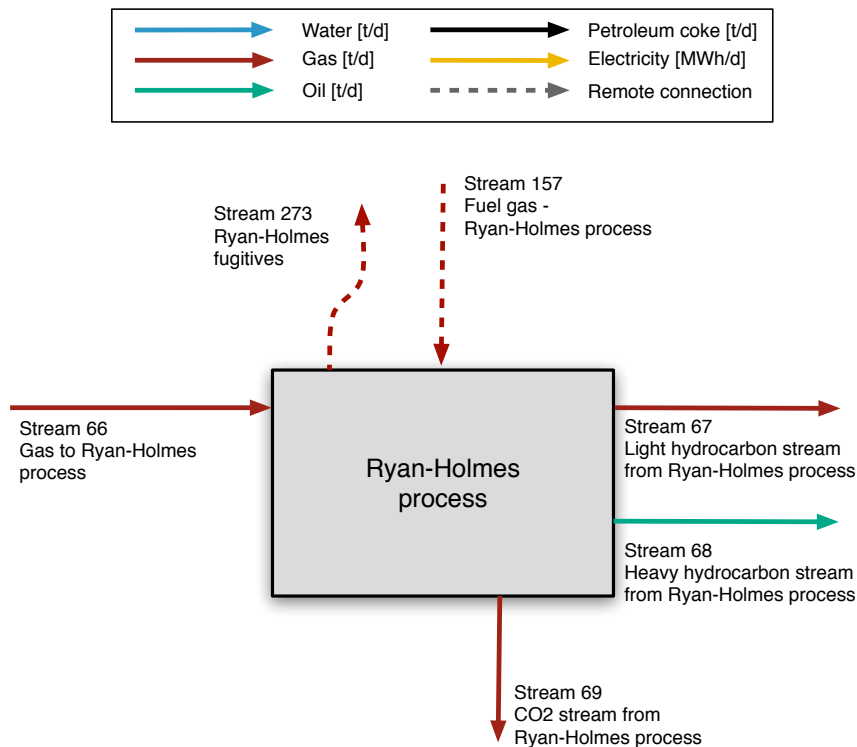 Water [t/d]
Gas [t/d]
Oil [t/d]
Petroleum coke [t/d]
Electricity [MWh/d]
Remote connection
Stream 273
Ryan-Holmes
fugitives
Stream 157
Fuel gas -
Ryan-Holmes process
Stream 66
Gas to Ryan-Holmes
process
Ryan-Holmes
process
Stream 67
Light hydrocarbon stream
from Ryan-Holmes process
Stream 68
Heavy hydrocarbon stream
from Ryan-Holmes process
Stream 69
CO2 stream from
Ryan-Holmes process